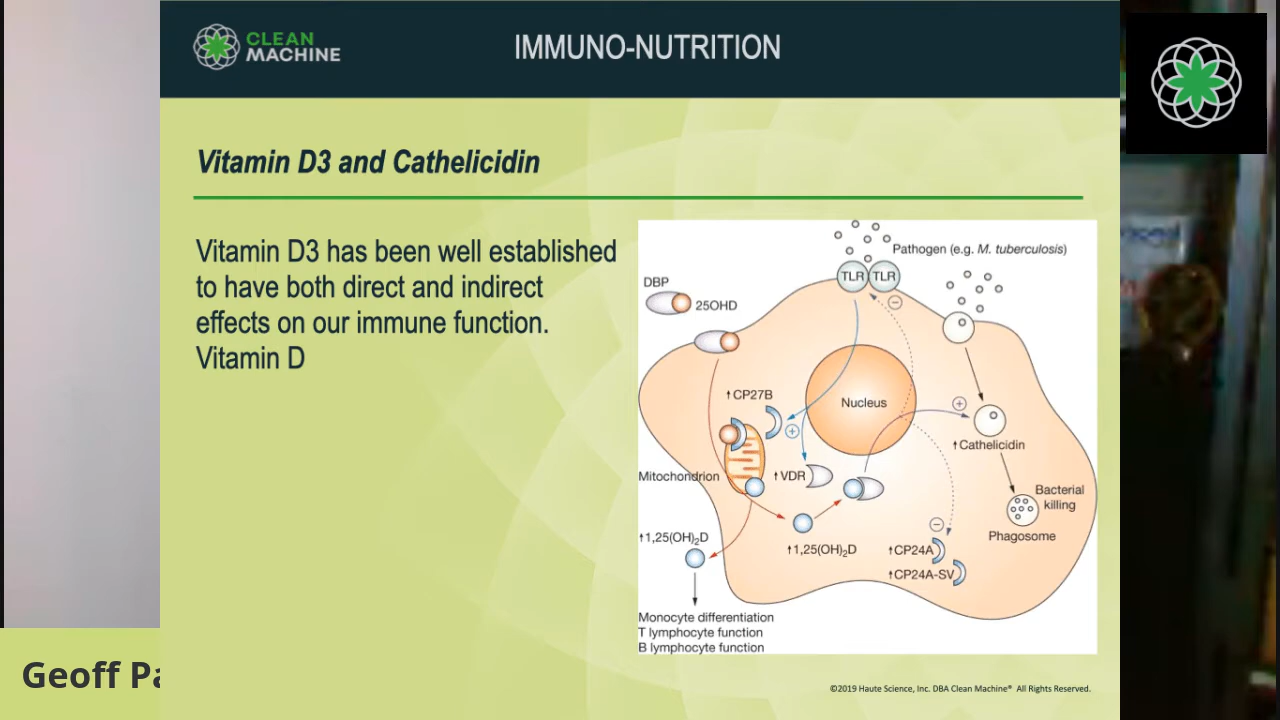 CLEAN
MACHINE
IMMUNO-NUTRITION
Vitamin D3 and Cathelicidin
Vitamin D3 has been well established
to have both direct and indirect
effects on our immune function.
Vitamin D
Pathogen (e.g. M. tuberculosis)
TLR TLR
DBP
25OHD
↑CP27B
Nucleus
+
+
−
↑Cathelicidin
Mitochondrion
↑VDR
Bacterial
killing
Phagosome
↑1,25(OH)₂D
↑1,25(OH)₂D
−
↑CP24A
↑CP24A-SV
Monocyte differentiation
T lymphocyte function
B lymphocyte function
©2019 Haute Science, Inc. DBA Clean Machine® All Rights Reserved.
Geoff Pa